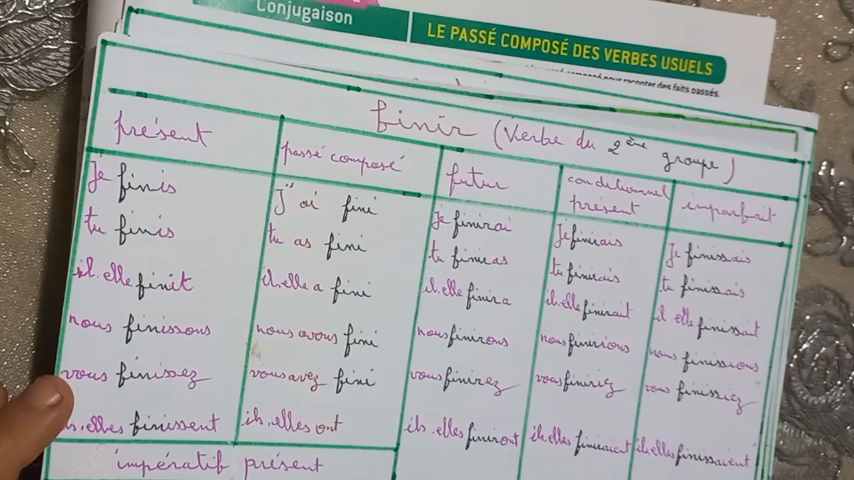 Conjugaison
LE PASSÉ COMPOSÉ DES VERBES USUELS
pour raconter des faits passés.
finir (Verbe du 2ème groupe)
présent
je finis
tu finis
il.elle finit
nous finissons
vous finissez
ils.elles finissent
passé composé
J'ai fini
tu as fini
il.elle a fini
nous avons fini
vous avez fini
ils.elles ont
futur
Je finirai
tu finiras
il.elle finira
nous finirons
vous finirez
ils.elles finiront
conditionnel
présent
Je finirais
tu finirais
il.elle finirait
nous finirions
vous finiriez
ils elles finiraient
imparfait
Je finissais
tu finissais
il elle finissait
nous finissions
vous finissiez
ils elles finissaient
impératif présent